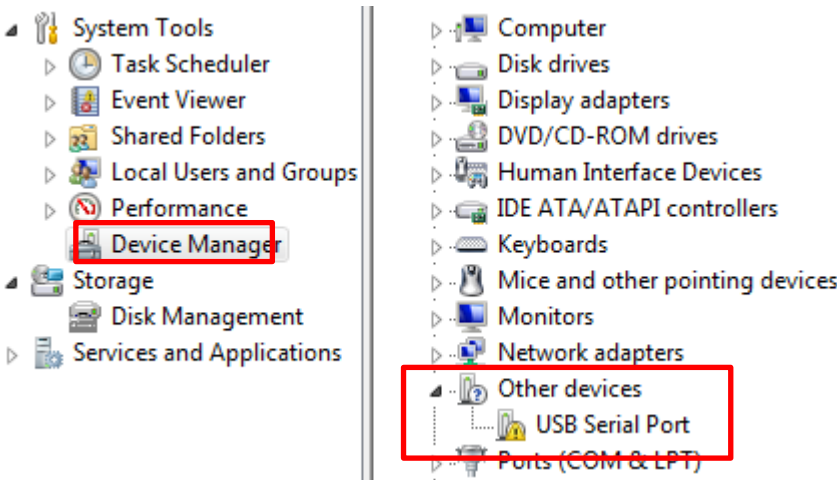 System Tools
Task Scheduler
Event Viewer
Shared Folders
Local Users and Groups
Performance
Device Manager
Storage
Disk Management
Services and Applications
Computer
Disk drives
Display adapters
DVD/CD-ROM drives
Human Interface Devices
IDE ATA/ATAPI controllers
Keyboards
Mice and other pointing devices
Monitors
Network adapters
Other devices
USB Serial Port
Ports (COM & LPT)